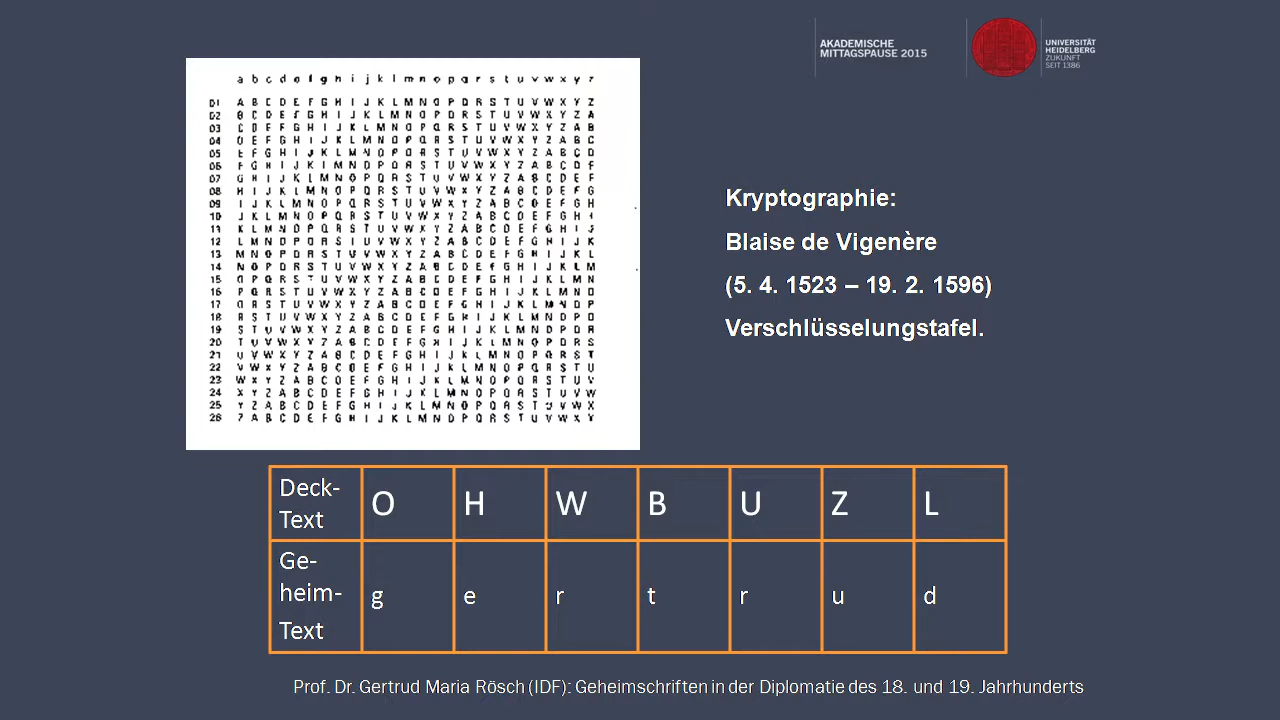 AKADEMISCHE
MITTAGSPAUSE 2015
UNIVERSITÄT
HEIDELBERG
ZUKUNFT
SEIT 1386
a b c d e f g h i j k l m n o p q r s t u v w x y z
01 A B C D E F G H I J K L M N O P Q R S T U V W X Y Z
02 B C D E F G H I J K L M N O P Q R S T U V W X Y Z A
03 C D E F G H I J K L M N O P Q R S T U V W X Y Z A B
04 D E F G H I J K L M N O P Q R S T U V W X Y Z A B C
05 E F G H I J K L M N O P Q R S T U V W X Y Z A B C D
06 F G H I J K L M N O P Q R S T U V W X Y Z A B C D E
07 G H I J K L M N O P Q R S T U V W X Y Z A B C D E F
08 H I J K L M N O P Q R S T U V W X Y Z A B C D E F G
09 I J K L M N O P Q R S T U V W X Y Z A B C D E F G H
10 J K L M N O P Q R S T U V W X Y Z A B C D E F G H I
11 K L M N O P Q R S T U V W X Y Z A B C D E F G H I J
12 L M N O P Q R S T U V W X Y Z A B C D E F G H I J K
13 M N O P Q R S T U V W X Y Z A B C D E F G H I J K L
14 N O P Q R S T U V W X Y Z A B C D E F G H I J K L M
15 O P Q R S T U V W X Y Z A B C D E F G H I J K L M N
16 P Q R S T U V W X Y Z A B C D E F G H I J K L M N O
17 Q R S T U V W X Y Z A B C D E F G H I J K L M N O P
18 R S T U V W X Y Z A B C D E F G H I J K L M N O P Q
19 S T U V W X Y Z A B C D E F G H I J K L M N O P Q R
20 T U V W X Y Z A B C D E F G H I J K L M N O P Q R S
21 U V W X Y Z A B C D E F G H I J K L M N O P Q R S T
22 V W X Y Z A B C D E F G H I J K L M N O P Q R S T U
23 W X Y Z A B C D E F G H I J K L M N O P Q R S T U V
24 X Y Z A B C D E F G H I J K L M N O P Q R S T U V W
25 Y Z A B C D E F G H I J K L M N O P Q R S T U V W X
26 Z A B C D E F G H I J K L M N O P Q R S T U V W X Y
Kryptographie:
Blaise de Vigenère
(5. 4. 1523 – 19. 2. 1596)
Verschlüsselungstafel.
Deck-
Text
O H W B U Z L
Ge-
heim-
Text
g e r t r u d
Prof. Dr. Gertrud Maria Rösch (IDF): Geheimschriften in der Diplomatie des 18. und 19. Jahrhunderts